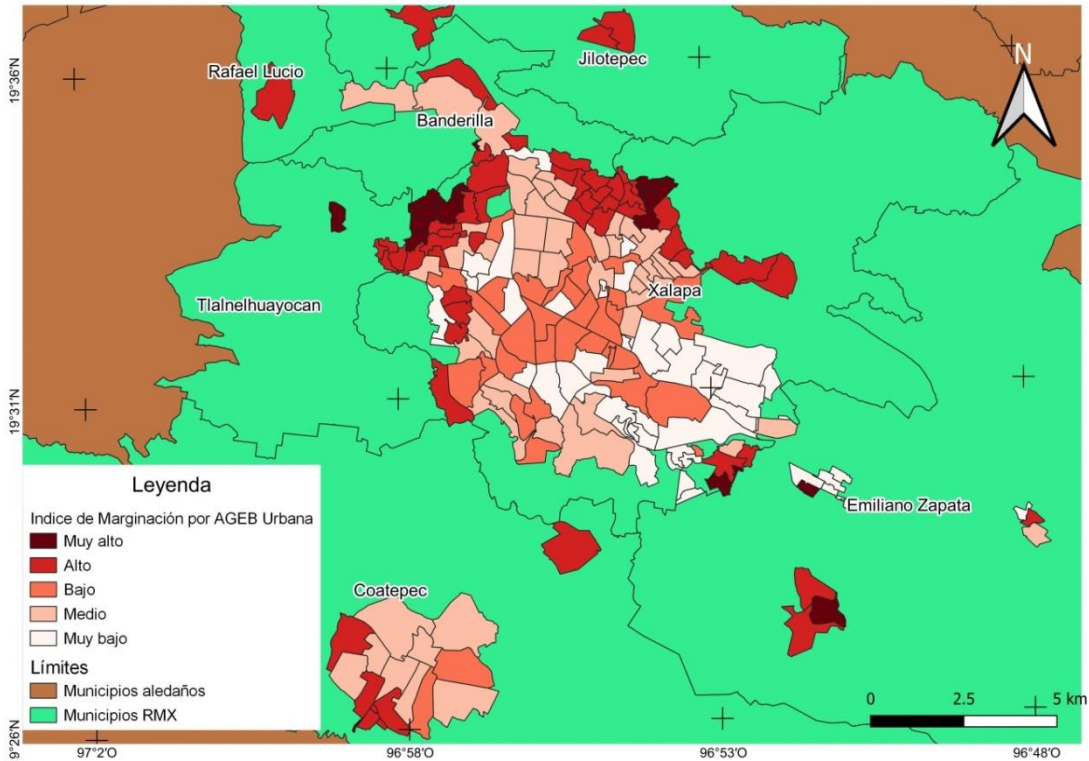 N
Rafael Lucio
Jilotepec
Banderilla
Tlalnelhuayocan
Xalapa
Emiliano Zapata
Coatepec
19°36'N
19°31'N
9°26'N
97°2'O
96°58'O
96°53'O
96°48'O
Leyenda
Indice de Marginación por AGEB Urbana
Muy alto
Alto
Bajo
Medio
Muy bajo
Límites
Municipios aledaños
Municipios RMX
0 2.5 5 km